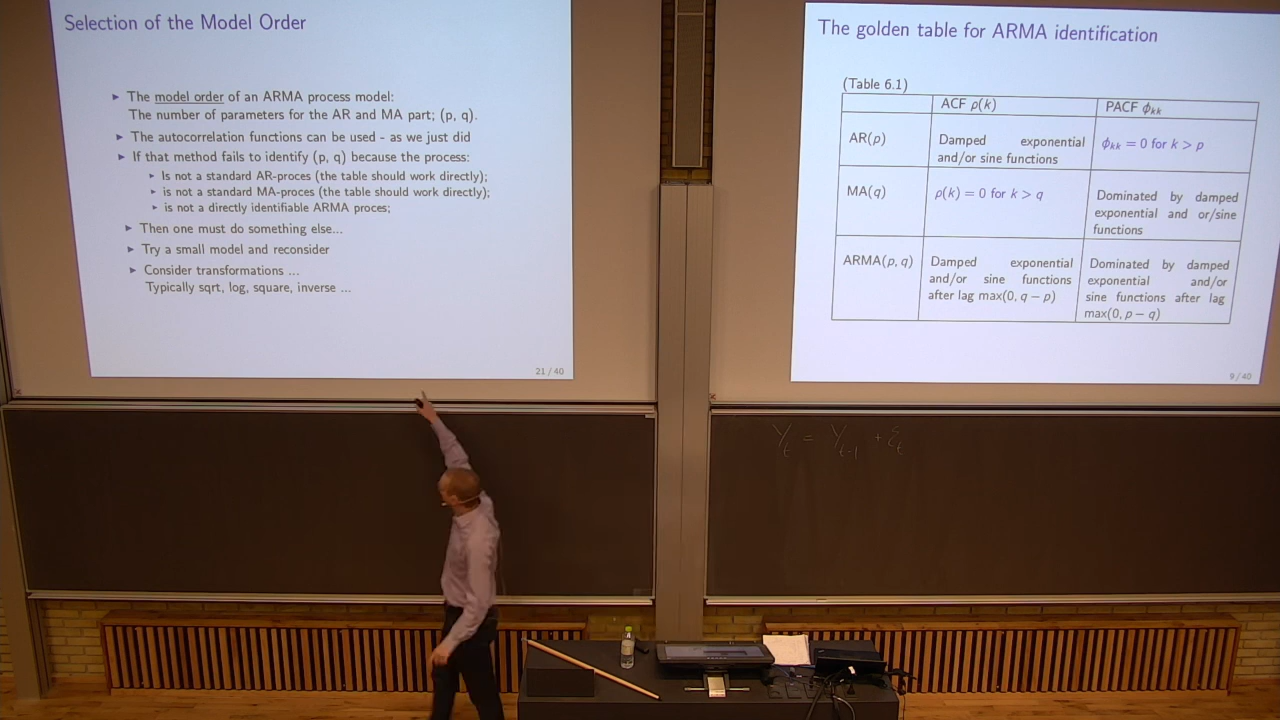 Selection of the Model Order
► The model order of an ARMA process model:
The number of parameters for the AR and MA part; (p, q).
► The autocorrelation functions can be used - as we just did
► If that method fails to identify (p, q) because the process:
► Is not a standard AR-proces (the table should work directly);
► is not a standard MA-proces (the table should work directly);
► is not a directly identifiable ARMA proces;
► Then one must do something else...
► Try a small model and reconsider
► Consider transformations ...
Typically sqrt, log, square, inverse ...
21 / 40
The golden table for ARMA identification
(Table 6.1)
ACF ρ(k) PACF ϕₖₖ
AR(p) Damped exponential and/or sine functions ϕₖₖ = 0 for k > p
MA(q) ρ(k) = 0 for k > q Dominated by damped exponential and or/sine functions
ARMA(p, q) Damped exponential and/or sine functions after lag max(0, q − p) Dominated by damped exponential and/or sine functions after lag max(0, p − q)
9 / 40
Yₜ = Yₜ₋₁ + εₜ